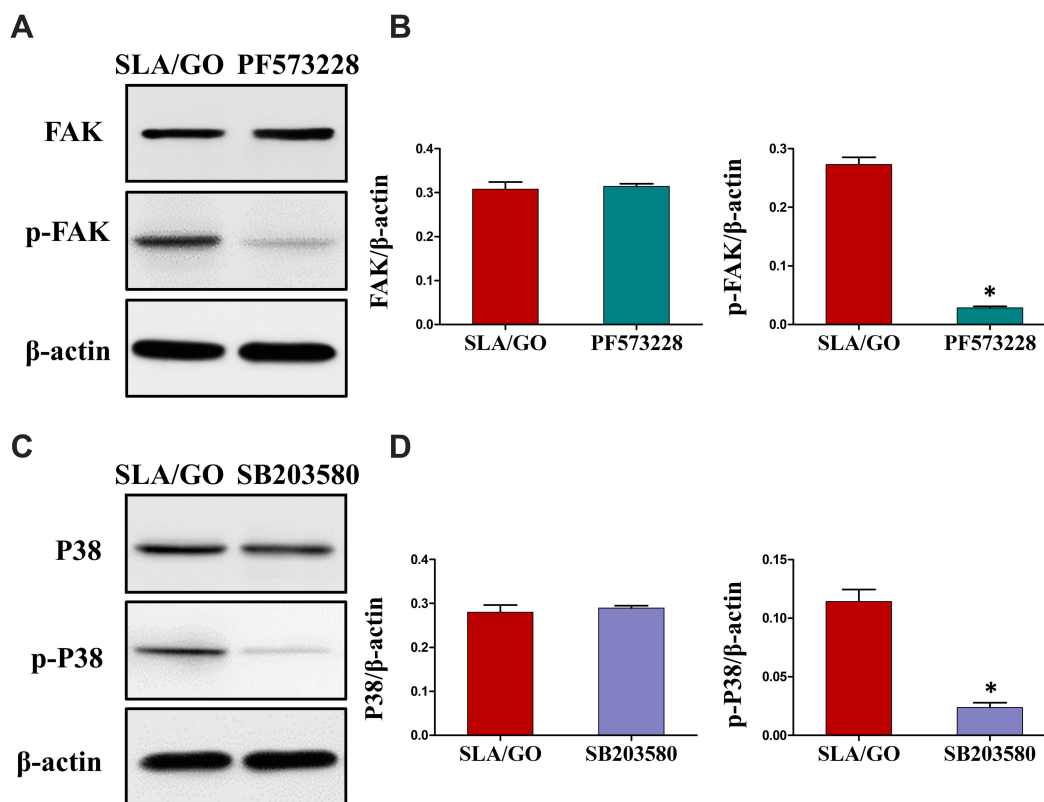 A
SLA/GO PF573228
FAK
p-FAK
β-actin
B
FAK/β-actin
0.4
0.3
0.2
0.1
0.0
SLA/GO PF573228
p-FAK/β-actin
0.3
0.2
0.1
0.0
*
SLA/GO PF573228
C
SLA/GO SB203580
P38
p-P38
β-actin
D
P38/β-actin
0.4
0.3
0.2
0.1
0.0
SLA/GO SB203580
p-P38/β-actin
0.15
0.10
0.05
0.00
*
SLA/GO SB203580